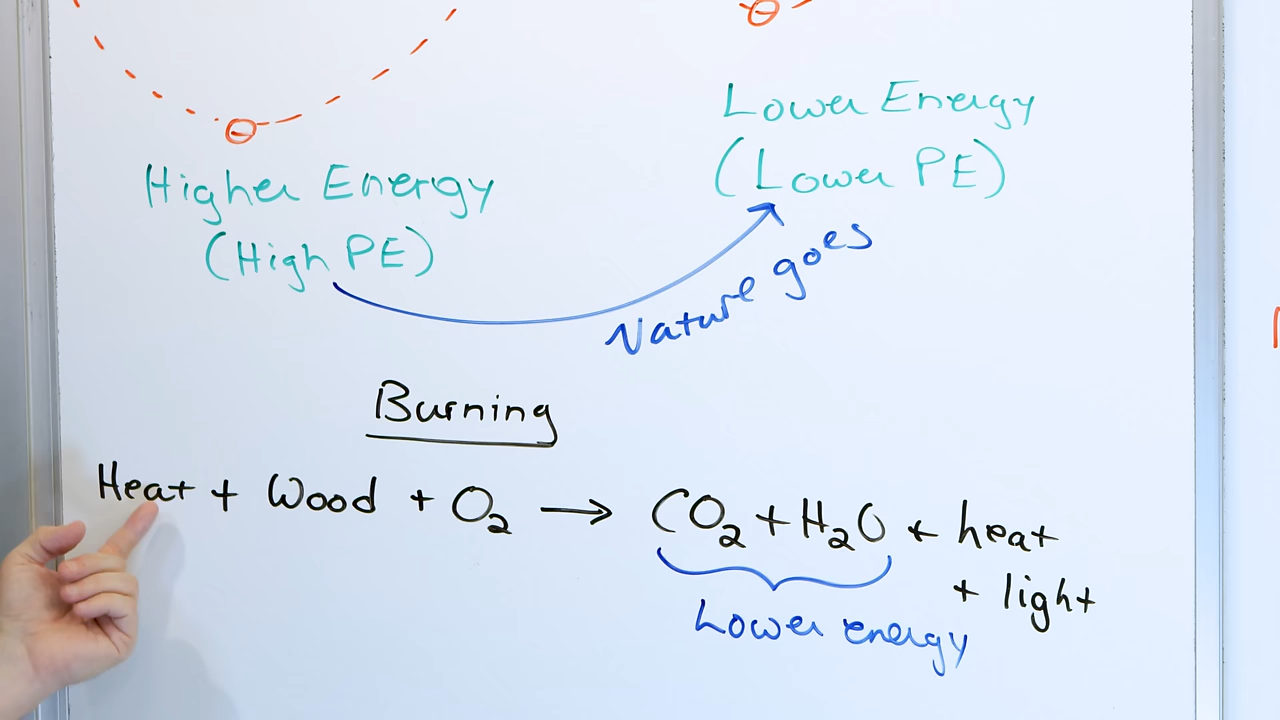 Higher Energy
(High PE)
Lower Energy
(Lower PE)
Nature goes
Burning
Heat + Wood + O₂ → CO₂ + H₂O + heat
+ light
Lower energy